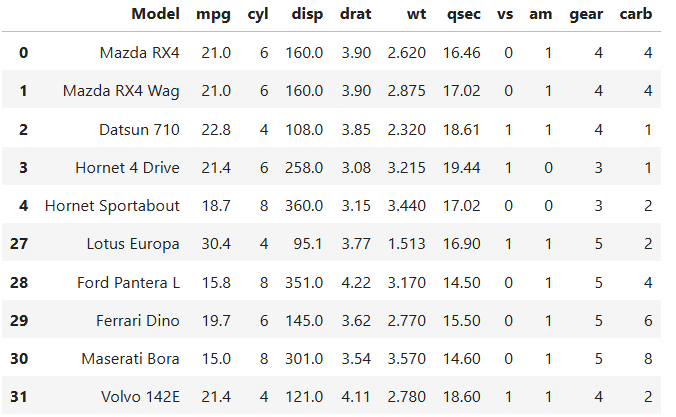 Model mpg cyl disp drat wt qsec vs am gear carb
0 Mazda RX4 21.0 6 160.0 3.90 2.620 16.46 0 1 4 4
1 Mazda RX4 Wag 21.0 6 160.0 3.90 2.875 17.02 0 1 4 4
2 Datsun 710 22.8 4 108.0 3.85 2.320 18.61 1 1 4 1
3 Hornet 4 Drive 21.4 6 258.0 3.08 3.215 19.44 1 0 3 1
4 Hornet Sportabout 18.7 8 360.0 3.15 3.440 17.02 0 0 3 2
27 Lotus Europa 30.4 4 95.1 3.77 1.513 16.90 1 1 5 2
28 Ford Pantera L 15.8 8 351.0 4.22 3.170 14.50 0 1 5 4
29 Ferrari Dino 19.7 6 145.0 3.62 2.770 15.50 0 1 5 6
30 Maserati Bora 15.0 8 301.0 3.54 3.570 14.60 0 1 5 8
31 Volvo 142E 21.4 4 121.0 4.11 2.780 18.60 1 1 4 2